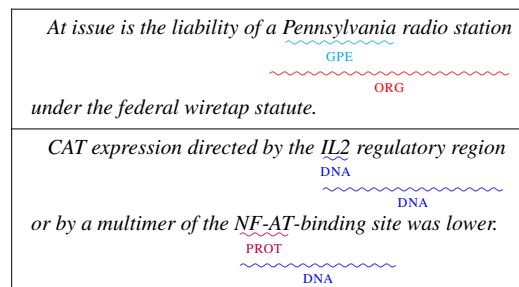 At issue is the liability of a Pennsylvania radio station
GPE
ORG
under the federal wiretap statute.
CAT expression directed by the IL2 regulatory region
DNA
DNA
or by a multimer of the NF-AT-binding site was lower.
PROT
DNA